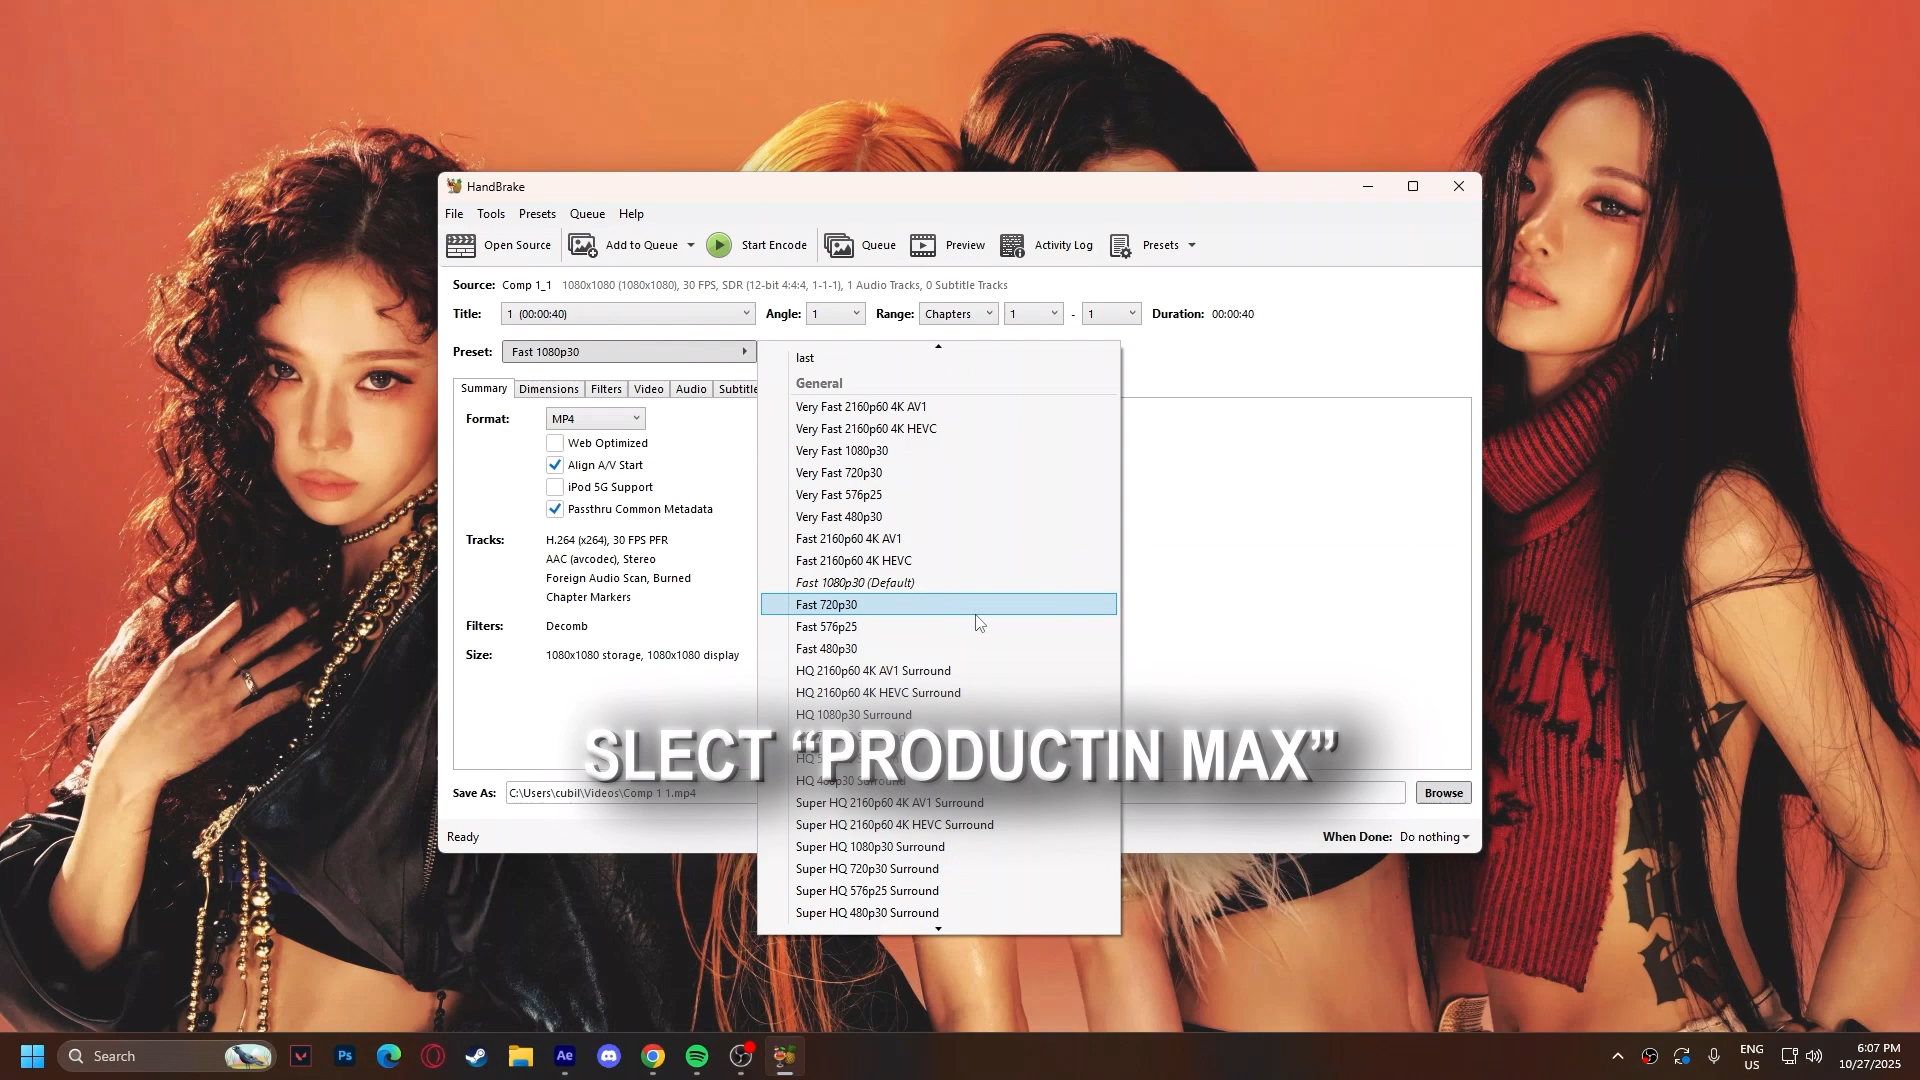 HandBrake
File Tools Presets Queue Help
Open Source Add to Queue Start Encode Queue Preview Activity Log Presets
Source: Comp 1_1 1080x1080 (1080x1080), 30 FPS, SDR (12-bit 4:4:4, 1-1-1), 1 Audio Tracks, 0 Subtitle Tracks
Title: 1 (00:00:40) Angle: 1 Range: Chapters 1 - 1 Duration: 00:00:40
Preset: Fast 1080p30
Summary Dimensions Filters Video Audio Subtitle
Format: MP4
Web Optimized
Align A/V Start
iPod 5G Support
Passthru Common Metadata
Tracks: H.264 (x264), 30 FPS PFR
AAC (avcodec), Stereo
Foreign Audio Scan, Burned
Chapter Markers
Filters: Decomb
Size: 1080x1080 storage, 1080x1080 display
last
General
Very Fast 2160p60 4K AV1
Very Fast 2160p60 4K HEVC
Very Fast 1080p30
Very Fast 720p30
Very Fast 576p25
Very Fast 480p30
Fast 2160p60 4K AV1
Fast 2160p60 4K HEVC
Fast 1080p30 (Default)
Fast 720p30
Fast 576p25
Fast 480p30
HQ 2160p60 4K AV1 Surround
HQ 2160p60 4K HEVC Surround
HQ 1080p30 Surround
SLECT “PRODUCTIN MAX”
HQ 480p30 Surround
Super HQ 2160p60 4K AV1 Surround
Super HQ 2160p60 4K HEVC Surround
Super HQ 1080p30 Surround
Super HQ 720p30 Surround
Super HQ 576p25 Surround
Super HQ 480p30 Surround
Save As: C:\Users\cubil\Videos\Comp 1 1.mp4 Browse
Ready When Done: Do nothing
Search
Ps
Ae
ENG
US
6:07 PM
10/27/2025